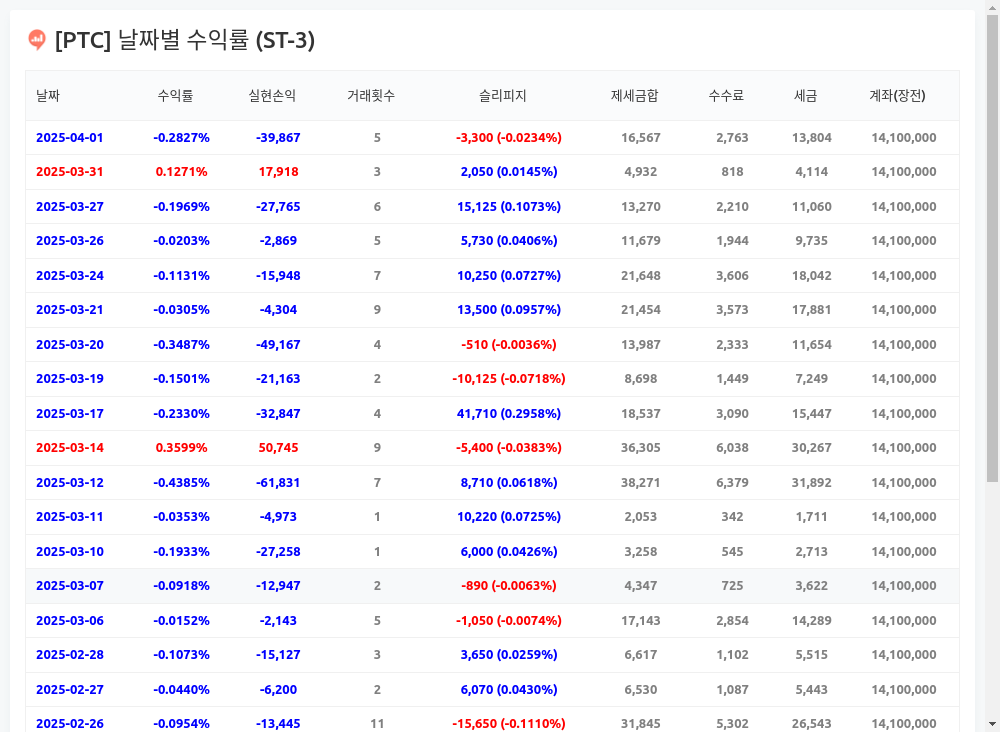 [PTC] 날짜별 수익률 (ST-3)
날짜 수익률 실현손익 거래횟수 슬리피지 제세금합 수수료 세금 계좌(장전)
2025-04-01 -0.2827% -39,867 5 -3,300 (-0.0234%) 16,567 2,763 13,804 14,100,000
2025-03-31 0.1271% 17,918 3 2,050 (0.0145%) 4,932 818 4,114 14,100,000
2025-03-27 -0.1969% -27,765 6 15,125 (0.1073%) 13,270 2,210 11,060 14,100,000
2025-03-26 -0.0203% -2,869 5 5,730 (0.0406%) 11,679 1,944 9,735 14,100,000
2025-03-24 -0.1131% -15,948 7 10,250 (0.0727%) 21,648 3,606 18,042 14,100,000
2025-03-21 -0.0305% -4,304 9 13,500 (0.0957%) 21,454 3,573 17,881 14,100,000
2025-03-20 -0.3487% -49,167 4 -510 (-0.0036%) 13,987 2,333 11,654 14,100,000
2025-03-19 -0.1501% -21,163 2 -10,125 (-0.0718%) 8,698 1,449 7,249 14,100,000
2025-03-17 -0.2330% -32,847 4 41,710 (0.2958%) 18,537 3,090 15,447 14,100,000
2025-03-14 0.3599% 50,745 9 -5,400 (-0.0383%) 36,305 6,038 30,267 14,100,000
2025-03-12 -0.4385% -61,831 7 8,710 (0.0618%) 38,271 6,379 31,892 14,100,000
2025-03-11 -0.0353% -4,973 1 10,220 (0.0725%) 2,053 342 1,711 14,100,000
2025-03-10 -0.1933% -27,258 1 6,000 (0.0426%) 3,258 545 2,713 14,100,000
2025-03-07 -0.0918% -12,947 2 -890 (-0.0063%) 4,347 725 3,622 14,100,000
2025-03-06 -0.0152% -2,143 5 -1,050 (-0.0074%) 17,143 2,854 14,289 14,100,000
2025-02-28 -0.1073% -15,127 3 3,650 (0.0259%) 6,617 1,102 5,515 14,100,000
2025-02-27 -0.0440% -6,200 2 6,070 (0.0430%) 6,530 1,087 5,443 14,100,000
2025-02-26 -0.0954% -13,445 11 -15,650 (-0.1110%) 31,845 5,302 26,543 14,100,000